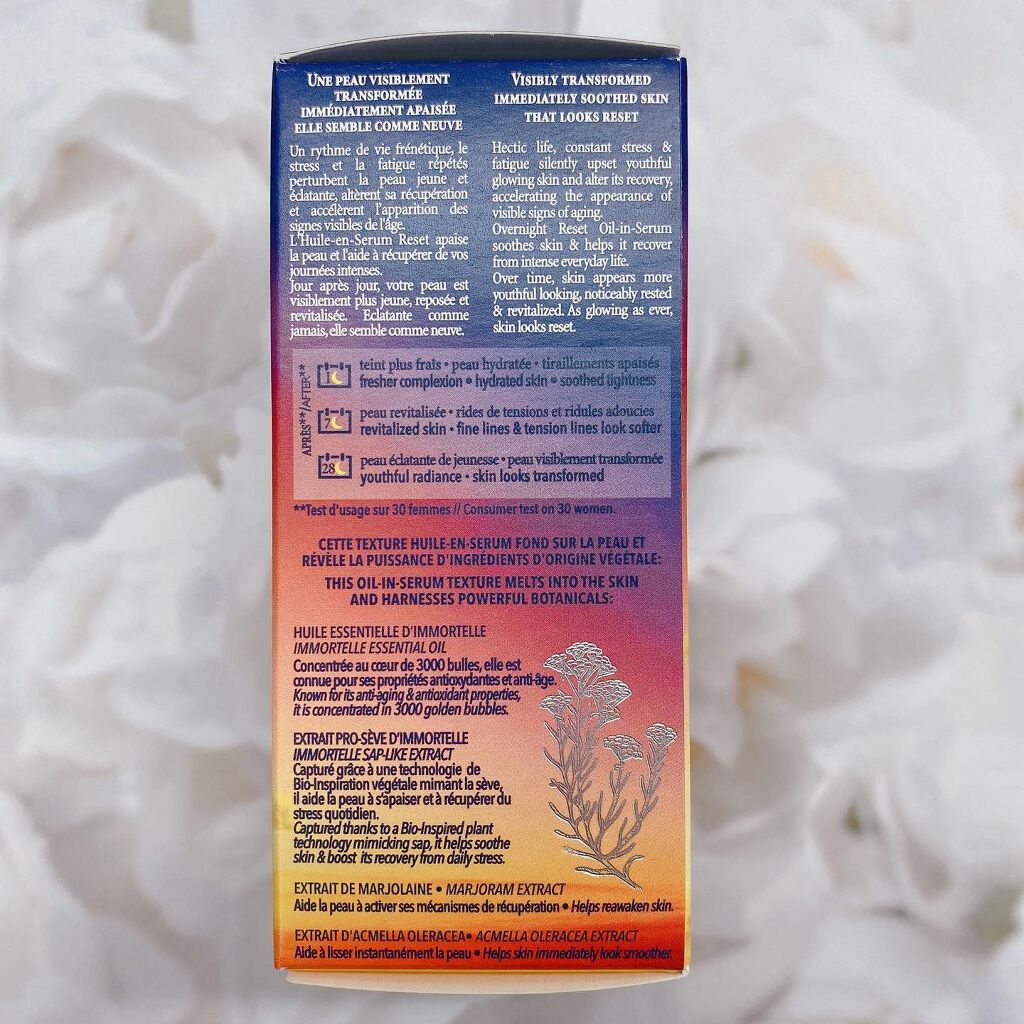 UNE PEAU VISIBLEMENT
TRANSFORMÉE
IMMÉDIATEMENT APAISÉE
ELLE SEMBLE COMME NEUVE
Un rythme de vie frénétique, le
stress et la fatigue répétés
perturbent la peau jeune et
éclatante, altèrent sa récupération
et accélèrent l'apparition des
signes visibles de l'âge.
L'Huile-en-Serum Reset apaise
la peau et l'aide à récupérer de vos
journées intenses.
Jour après jour, votre peau est
visiblement plus jeune, reposée et
revitalisée. Eclatante comme
jamais, elle semble comme neuve.
VISIBLY TRANSFORMED
IMMEDIATELY SOOTHED SKIN
THAT LOOKS RESET
Hectic life, constant stress &
fatigue silently upset youthful
glowing skin and alter its recovery,
accelerating the appearance of
visible signs of aging.
Overnight Reset Oil-in-Serum
soothes skin & helps it recover
from intense everyday life.
Over time, skin appears more
youthful looking, noticeably rested
& revitalized. As glowing as ever,
skin looks reset.
APRÈS**/AFTER**
1
teint plus frais • peau hydratée • tiraillements apaisés
fresher complexion • hydrated skin • soothed tightness
7
peau revitalisée • rides de tensions et ridules adoucies
revitalized skin • fine lines & tension lines look softer
28
peau éclatante de jeunesse • peau visiblement transformée
youthful radiance • skin looks transformed
**Test d'usage sur 30 femmes // Consumer test on 30 women.
CETTE TEXTURE HUILE-EN-SERUM FOND SUR LA PEAU ET
RÉVÈLE LA PUISSANCE D'INGRÉDIENTS D'ORIGINE VÉGÉTALE:
THIS OIL-IN-SERUM TEXTURE MELTS INTO THE SKIN
AND HARNESSES POWERFUL BOTANICALS:
HUILE ESSENTIELLE D'IMMORTELLE
IMMORTELLE ESSENTIAL OIL
Concentrée au cœur de 3000 bulles, elle est
connue pour ses propriétés antioxydantes et anti-âge.
Known for its anti-aging & antioxidant properties,
it is concentrated in 3000 golden bubbles.
EXTRAIT PRO-SÈVE D'IMMORTELLE
IMMORTELLE SAP-LIKE EXTRACT
Capturé grâce à une technologie de
Bio-Inspiration végétale mimant la sève,
il aide la peau à s'apaiser et à récupérer du
stress quotidien.
Captured thanks to a Bio-Inspired plant
technology mimicking sap, it helps soothe
skin & boost its recovery from daily stress.
EXTRAIT DE MARJOLAINE • MARJORAM EXTRACT
Aide la peau à activer ses mécanismes de récupération • Helps reawaken skin.
EXTRAIT D'ACMELLA OLERACEA • ACMELLA OLERACEA EXTRACT
Aide à lisser instantanément la peau • Helps skin immediately look smoother.